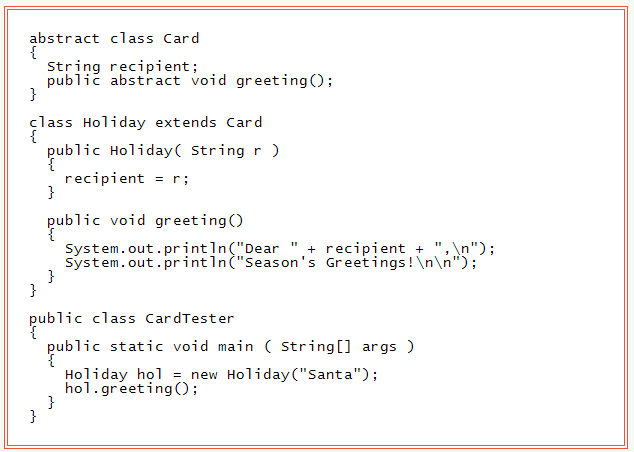 abstract class Card
{
  String recipient;
  public abstract void greeting();
}

class Holiday extends Card
{
  public Holiday( String r )
  {
    recipient = r;
  }

  public void greeting()
  {
    System.out.println("Dear " + recipient + ",\n");
    System.out.println("Season's Greetings!\n\n");
  }
}

public class CardTester
{
  public static void main ( String[] args )
  {
    Holiday hol = new Holiday("Santa");
    hol.greeting();
  }
}